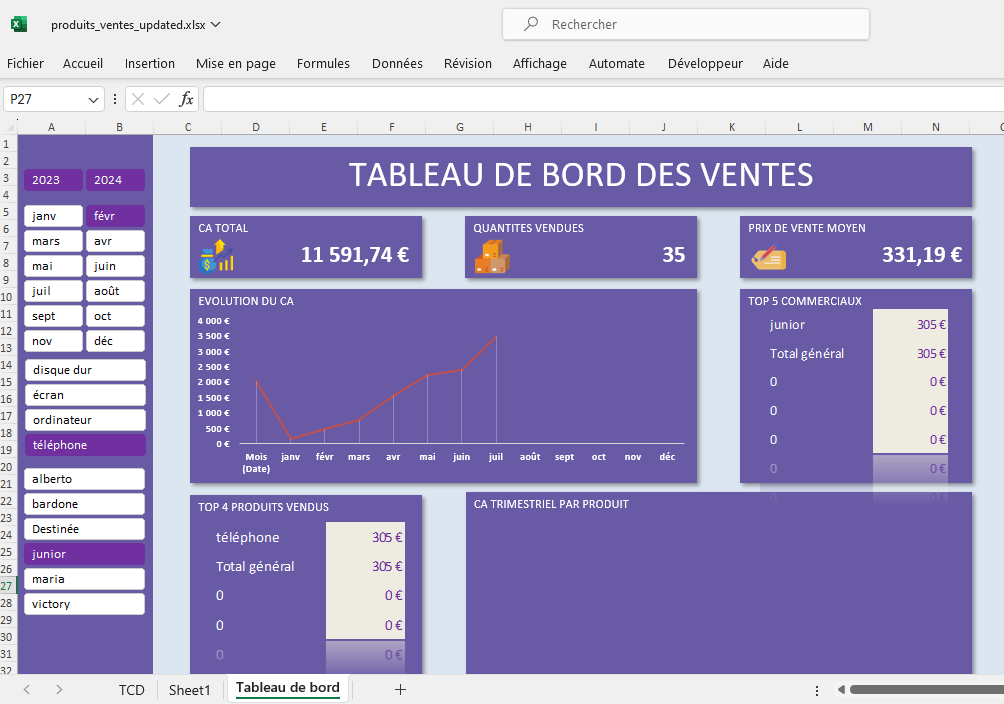 produits_ventes_updated.xlsx
Rechercher
Fichier Accueil Insertion Mise en page Formules Données Révision Affichage Automate Développeur Aide
P27 fx
A B C D E F G H I J K L M N
1
2
3
4
5
6
7
8
9
10
11
12
13
14
15
16
17
18
19
20
21
22
23
24
25
26
27
28
29
30
31
32
2023 2024
janv févr
mars avr
mai juin
juil août
sept oct
nov déc
disque dur
écran
ordinateur
téléphone
alberto
bardone
Destinée
junior
maria
victory
TABLEAU DE BORD DES VENTES
CA TOTAL
11 591,74 €
QUANTITES VENDUES
35
PRIX DE VENTE MOYEN
331,19 €
EVOLUTION DU CA
4 000 €
3 500 €
3 000 €
2 500 €
2 000 €
1 500 €
1 000 €
500 €
0 €
Mois janv févr mars avr mai juin juil août sept oct nov déc
(Date)
TOP 5 COMMERCIAUX
junior 305 €
Total général 305 €
0 0 €
0 0 €
0 0 €
0 0 €
TOP 4 PRODUITS VENDUS
téléphone 305 €
Total général 305 €
0 0 €
0 0 €
0 0 €
CA TRIMESTRIEL PAR PRODUIT
TCD Sheet1 Tableau de bord